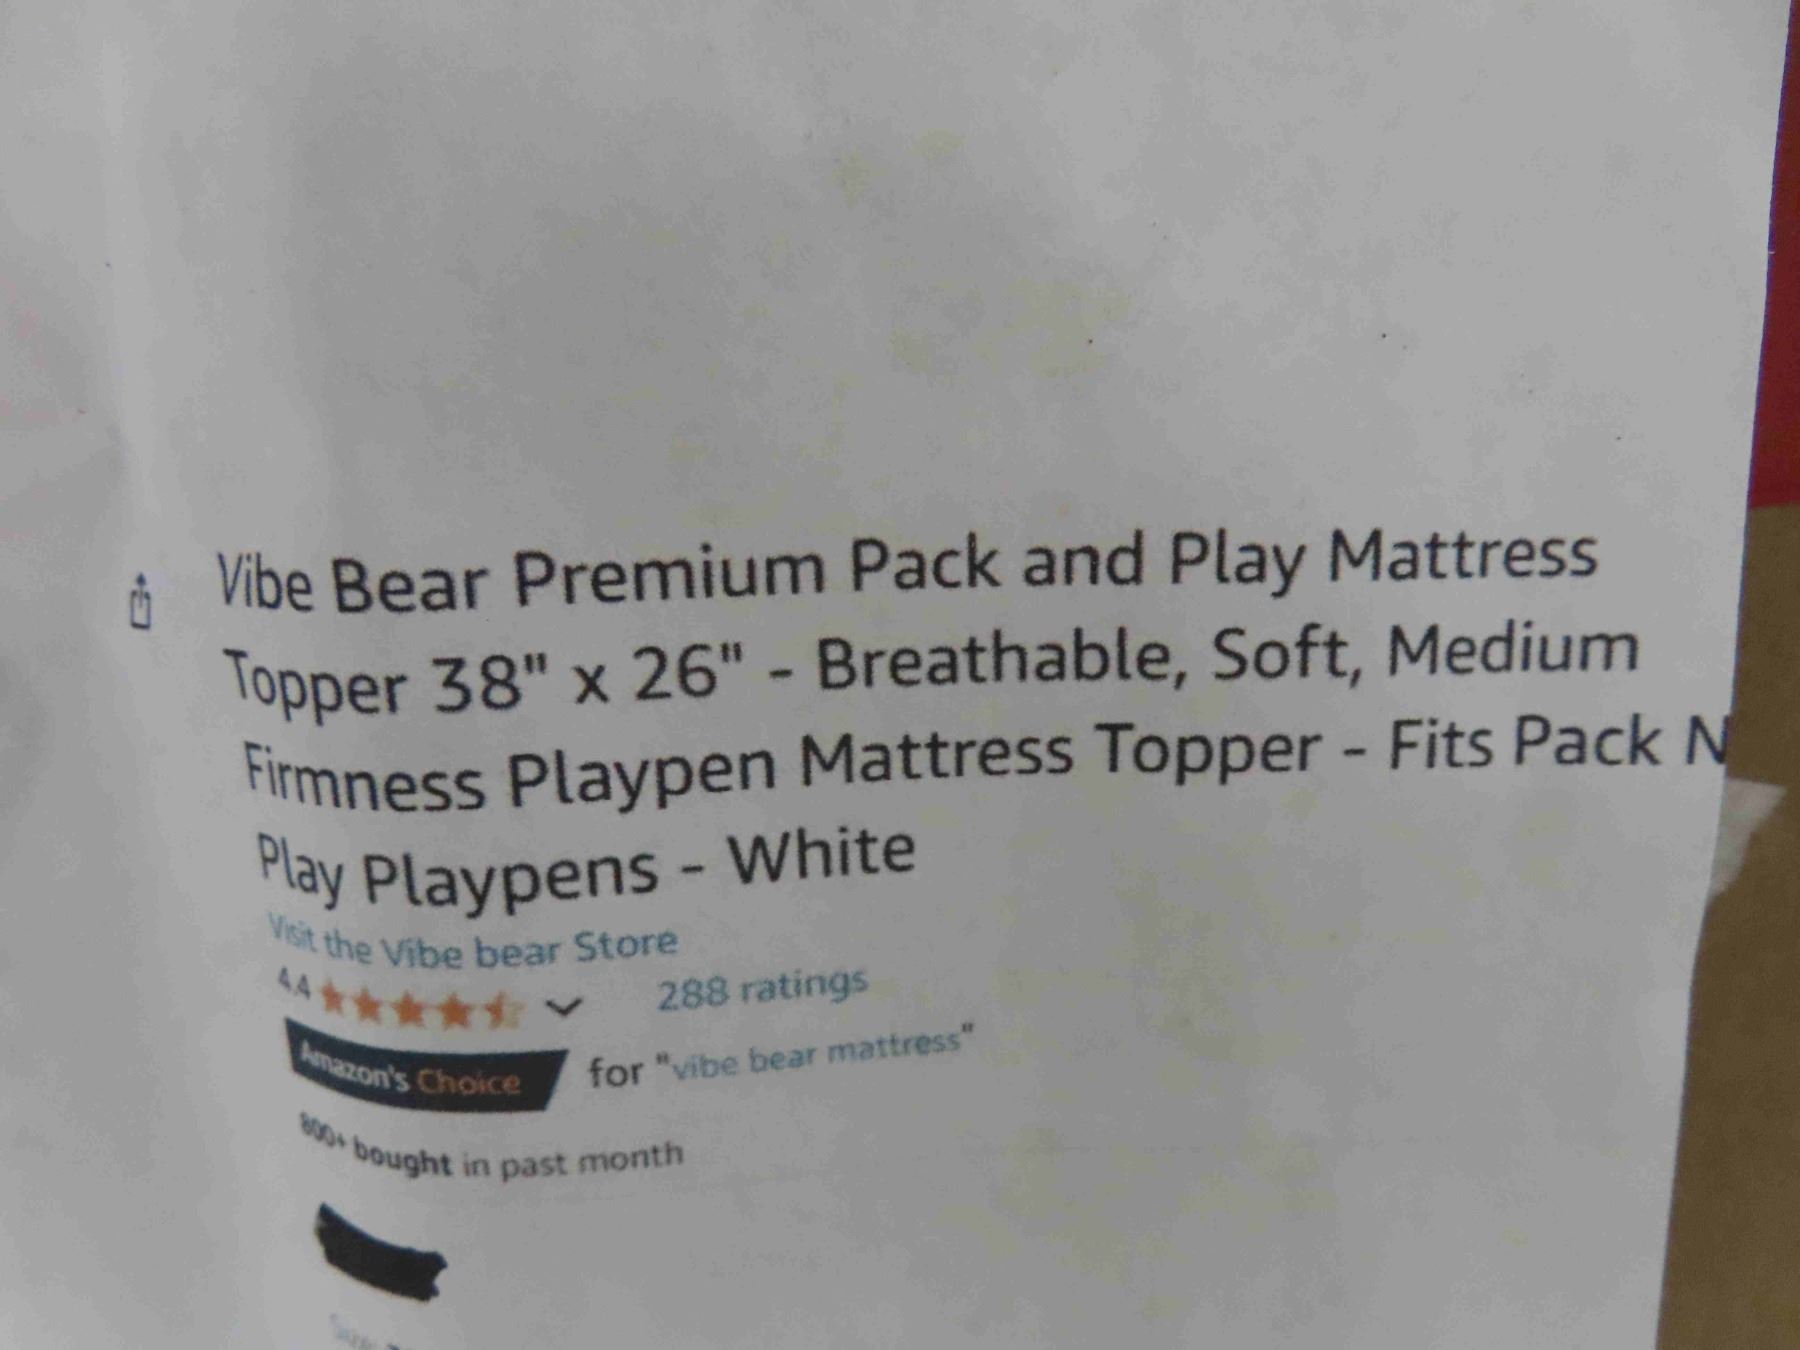 Vibe Bear Premium Pack and Play Mattress
Topper 38" x 26" - Breathable, Soft, Medium
Firmness Playpen Mattress Topper - Fits Pack N
Play Playpens - White
Visit the Vibe bear Store
4.4 288 ratings
Amazon's Choice for "vibe bear mattress"
800+ bought in past month
Size: